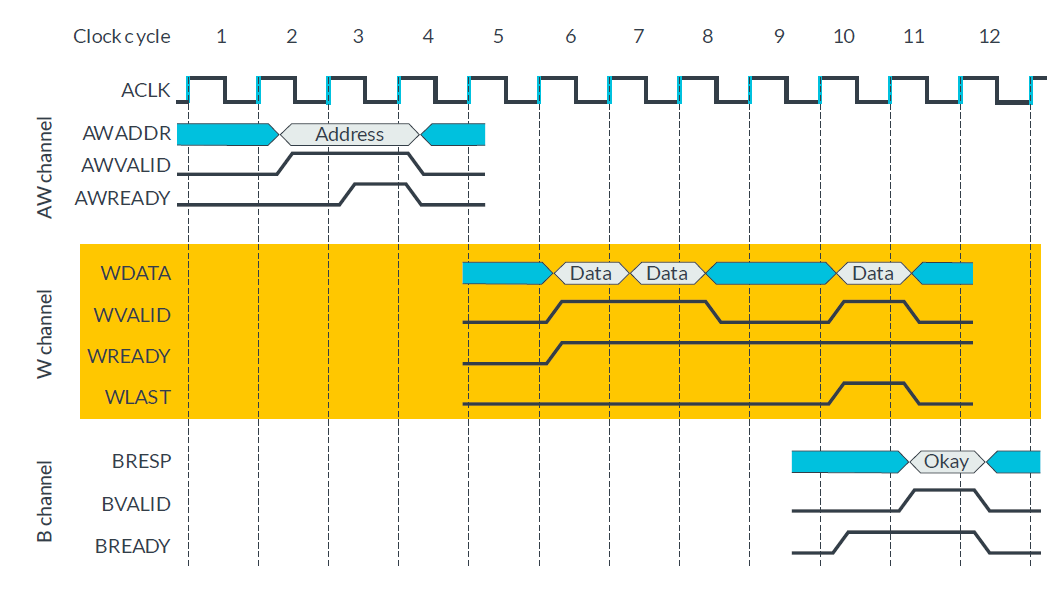 Clock cycle 1 2 3 4 5 6 7 8 9 10 11 12
ACLK
AW channel
AWADDR Address
AWVALID
AWREADY
W channel
WDATA Data Data Data
WVALID
WREADY
WLAST
B channel
BRESP Okay
BVALID
BREADY